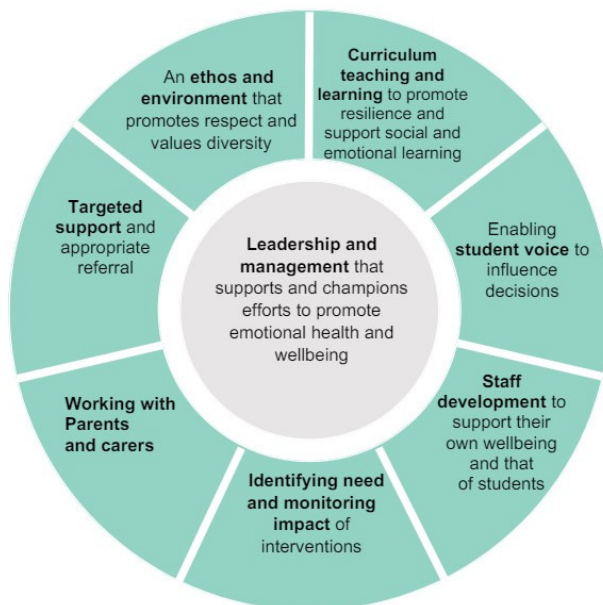 An ethos and
environment that
promotes respect and
values diversity
Curriculum
teaching and
learning to promote
resilience and
support social and
emotional learning
Enabling
student voice to
influence
decisions
Staff
development to
support their
own wellbeing
and that
of students
Identifying need
and monitoring
impact of
interventions
Working with
Parents
and carers
Targeted
support and
appropriate
referral
Leadership and
management that
supports and champions
efforts to promote
emotional health and
wellbeing